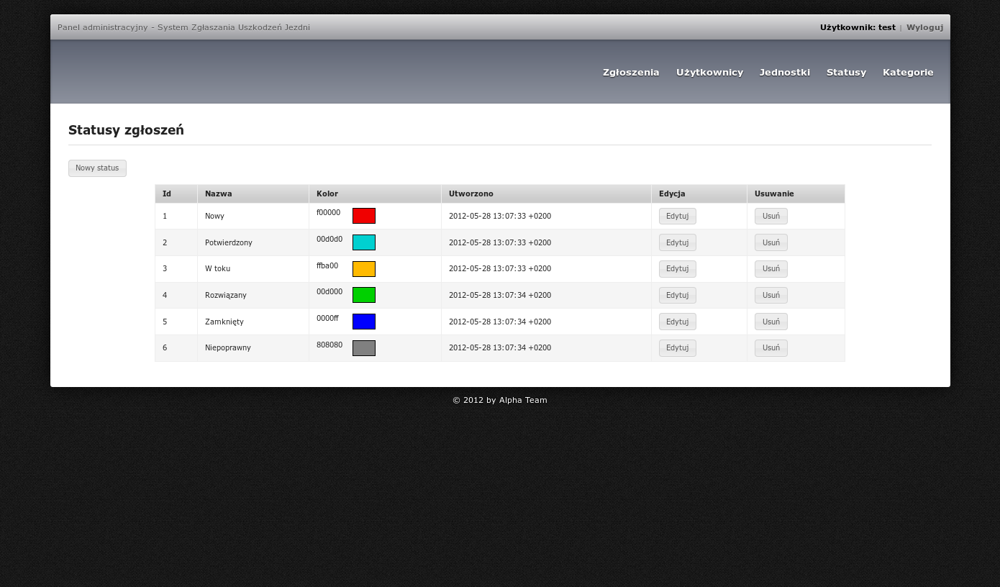 Panel administracyjny - System Zgłaszania Uszkodzeń Jezdni
Użytkownik: test | Wyloguj
Zgłoszenia Użytkownicy Jednostki Statusy Kategorie
Statusy zgłoszeń
Nowy status
Id Nazwa Kolor Utworzono Edycja Usuwanie
1 Nowy f00000 2012-05-28 13:07:33 +0200 Edytuj Usuń
2 Potwierdzony 00d0d0 2012-05-28 13:07:33 +0200 Edytuj Usuń
3 W toku ffba00 2012-05-28 13:07:33 +0200 Edytuj Usuń
4 Rozwiązany 00d000 2012-05-28 13:07:34 +0200 Edytuj Usuń
5 Zamknięty 0000ff 2012-05-28 13:07:34 +0200 Edytuj Usuń
6 Niepoprawny 808080 2012-05-28 13:07:34 +0200 Edytuj Usuń
© 2012 by Alpha Team